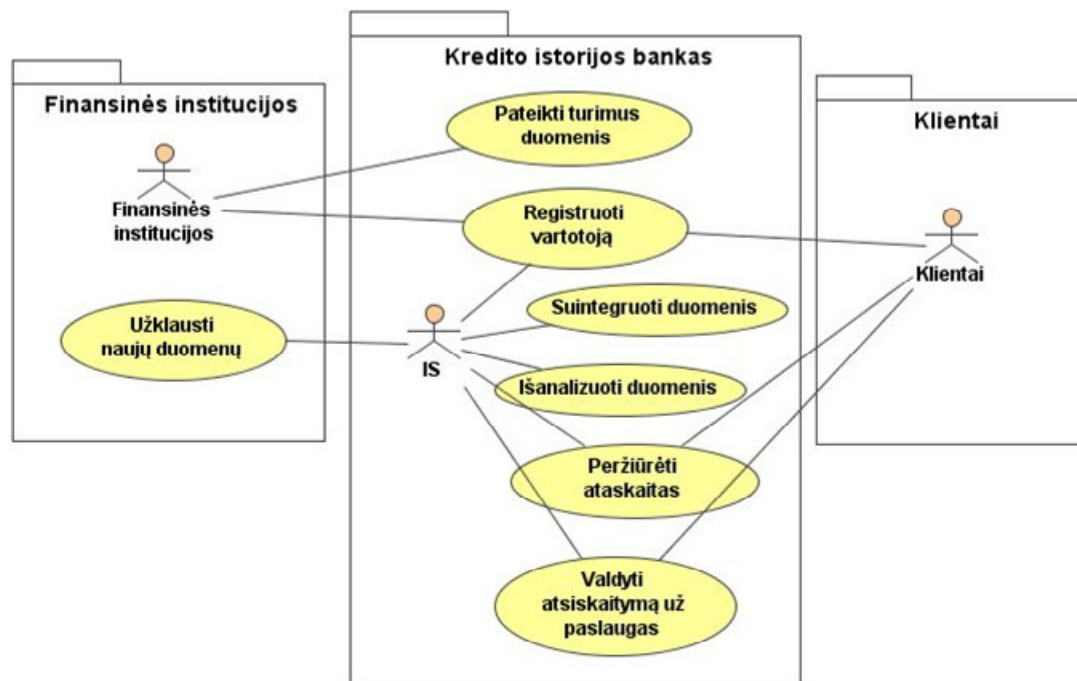 Finansinės institucijos
Finansinės
institucijos
Užklausti
naujų duomenų
Kredito istorijos bankas
Pateikti turimus
duomenis
Registruoti
vartotoją
IS
Suintegruoti duomenis
Išanalizuoti duomenis
Peržiūrėti
ataskaitas
Valdyti
atsiskaitymą už
paslaugas
Klientai
Klientai